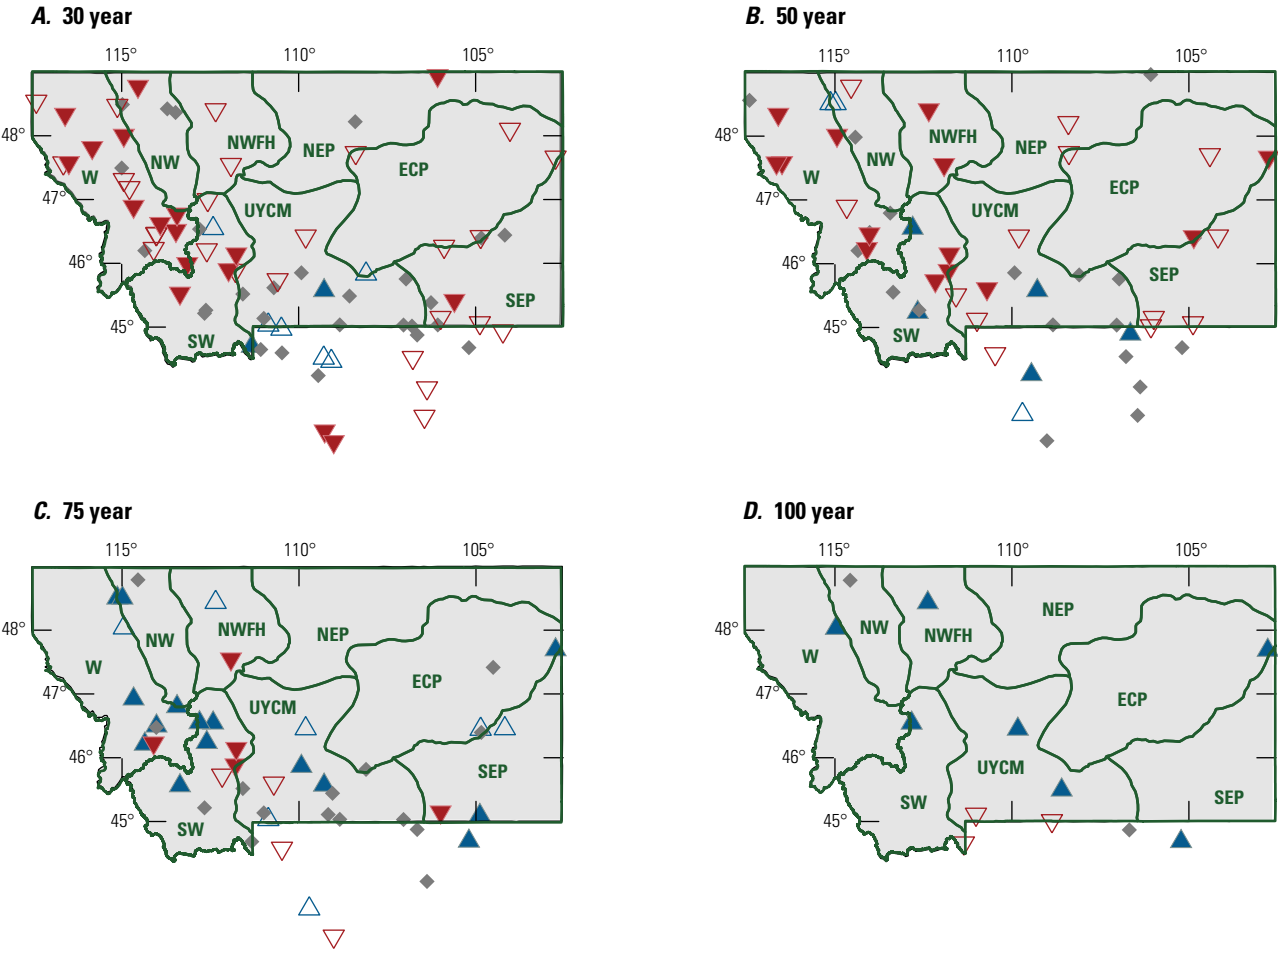 A. 30 year
115° 110° 105°
48°
47°
46°
45°
NW
NWFH
NEP
ECP
W
UYCM
SEP
SW
B. 50 year
115° 110° 105°
48°
47°
46°
45°
NWFH
NEP
NW
W
ECP
UYCM
SEP
SW
C. 75 year
115° 110° 105°
48°
47°
46°
45°
NWFH
NEP
NW
W
ECP
UYCM
SEP
SW
D. 100 year
115° 110° 105°
48°
47°
46°
45°
NEP
NW
NWFH
W
ECP
UYCM
SEP
SW